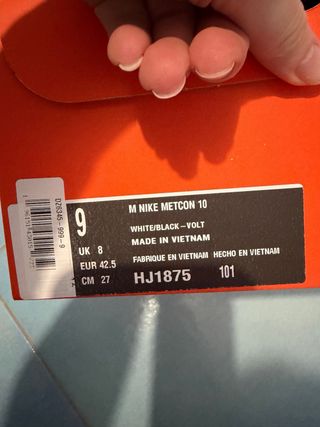 M NIKE METCON 10
9
UK 8
EUR 42.5
CM 27
WHITE/BLACK-VOLT
MADE IN VIETNAM
FABRIQUE EN VIETNAM HECHO EN VIETNAM
HJ1875 101